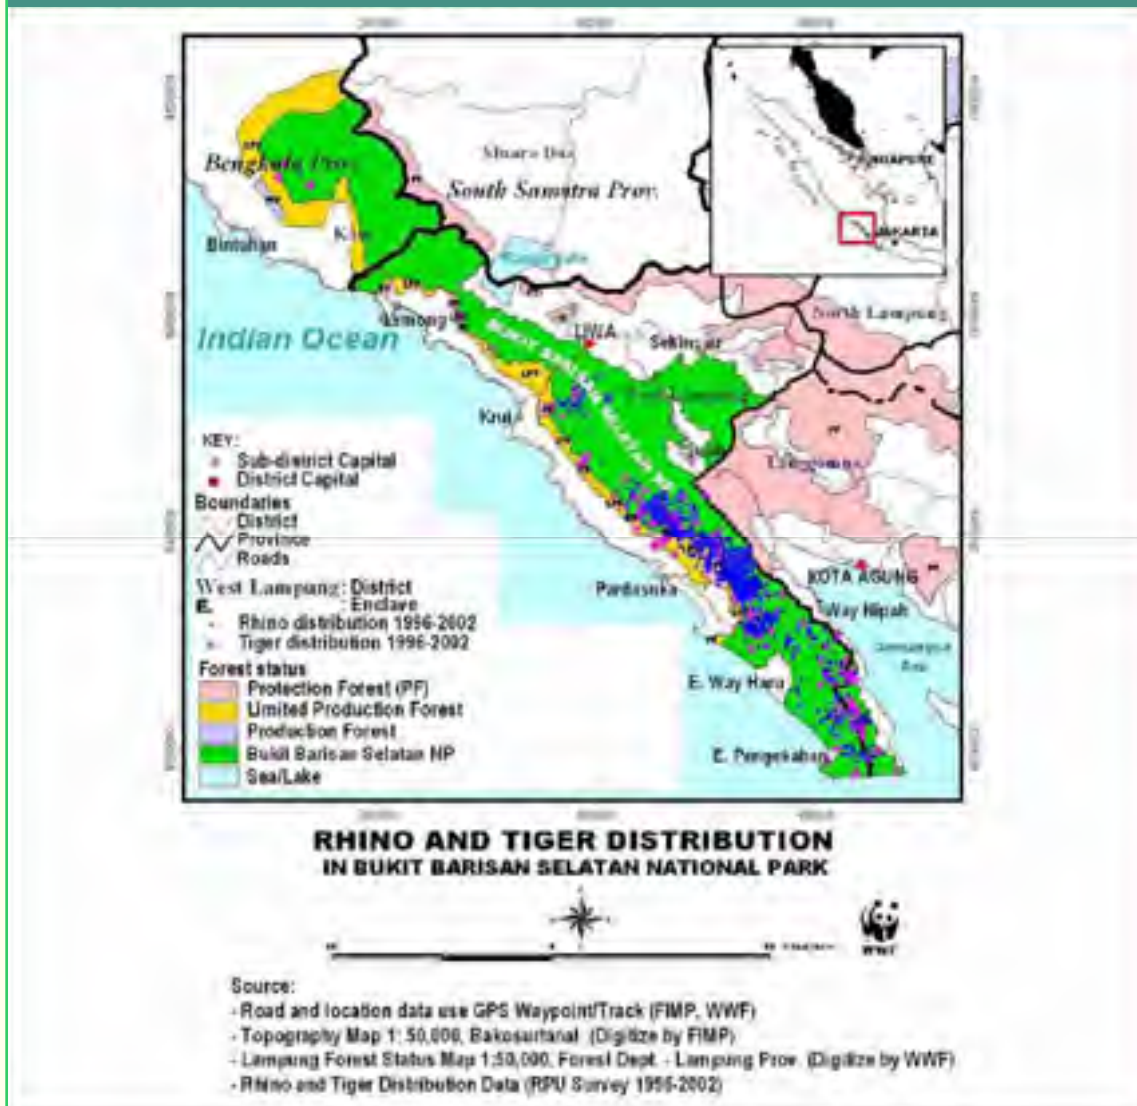 Bengkulu Prov.
South Sumatra Prov.
SINGAPORE
JAKARTA
Bintuhan
North Lampung
Lemong
LIWA
Indian Ocean
Sekincau
BUKIT BARISAN SELATAN
LPF
Krui
PF
Tanggamus
KEY:
Sub-district Capital
District Capital
Boundaries
District
Province
Roads
West Lampung : District
E. : Enclave
Rhino distribution 1996-2002
Tiger distribution 1996-2002
Forest status
Protection Forest (PF)
Limited Production Forest
Production Forest
Bukit Barisan Selatan NP
Sea/Lake
KOTA AGUNG
Pardasuka
Way Nipah
E. Way Haru
E. Pengekahan
RHINO AND TIGER DISTRIBUTION
IN BUKIT BARISAN SELATAN NATIONAL PARK
WWF
Source:
- Road and location data use GPS Waypoint/Track (FIMP, WWF)
- Topography Map 1: 50,000, Bakosurtanal (Digitize by FIMP)
- Lampung Forest Status Map 1:50,000, Forest Dept. - Lampung Prov. (Digitize by WWF)
- Rhino and Tiger Distribution Data (RPU Survey 1996-2002)